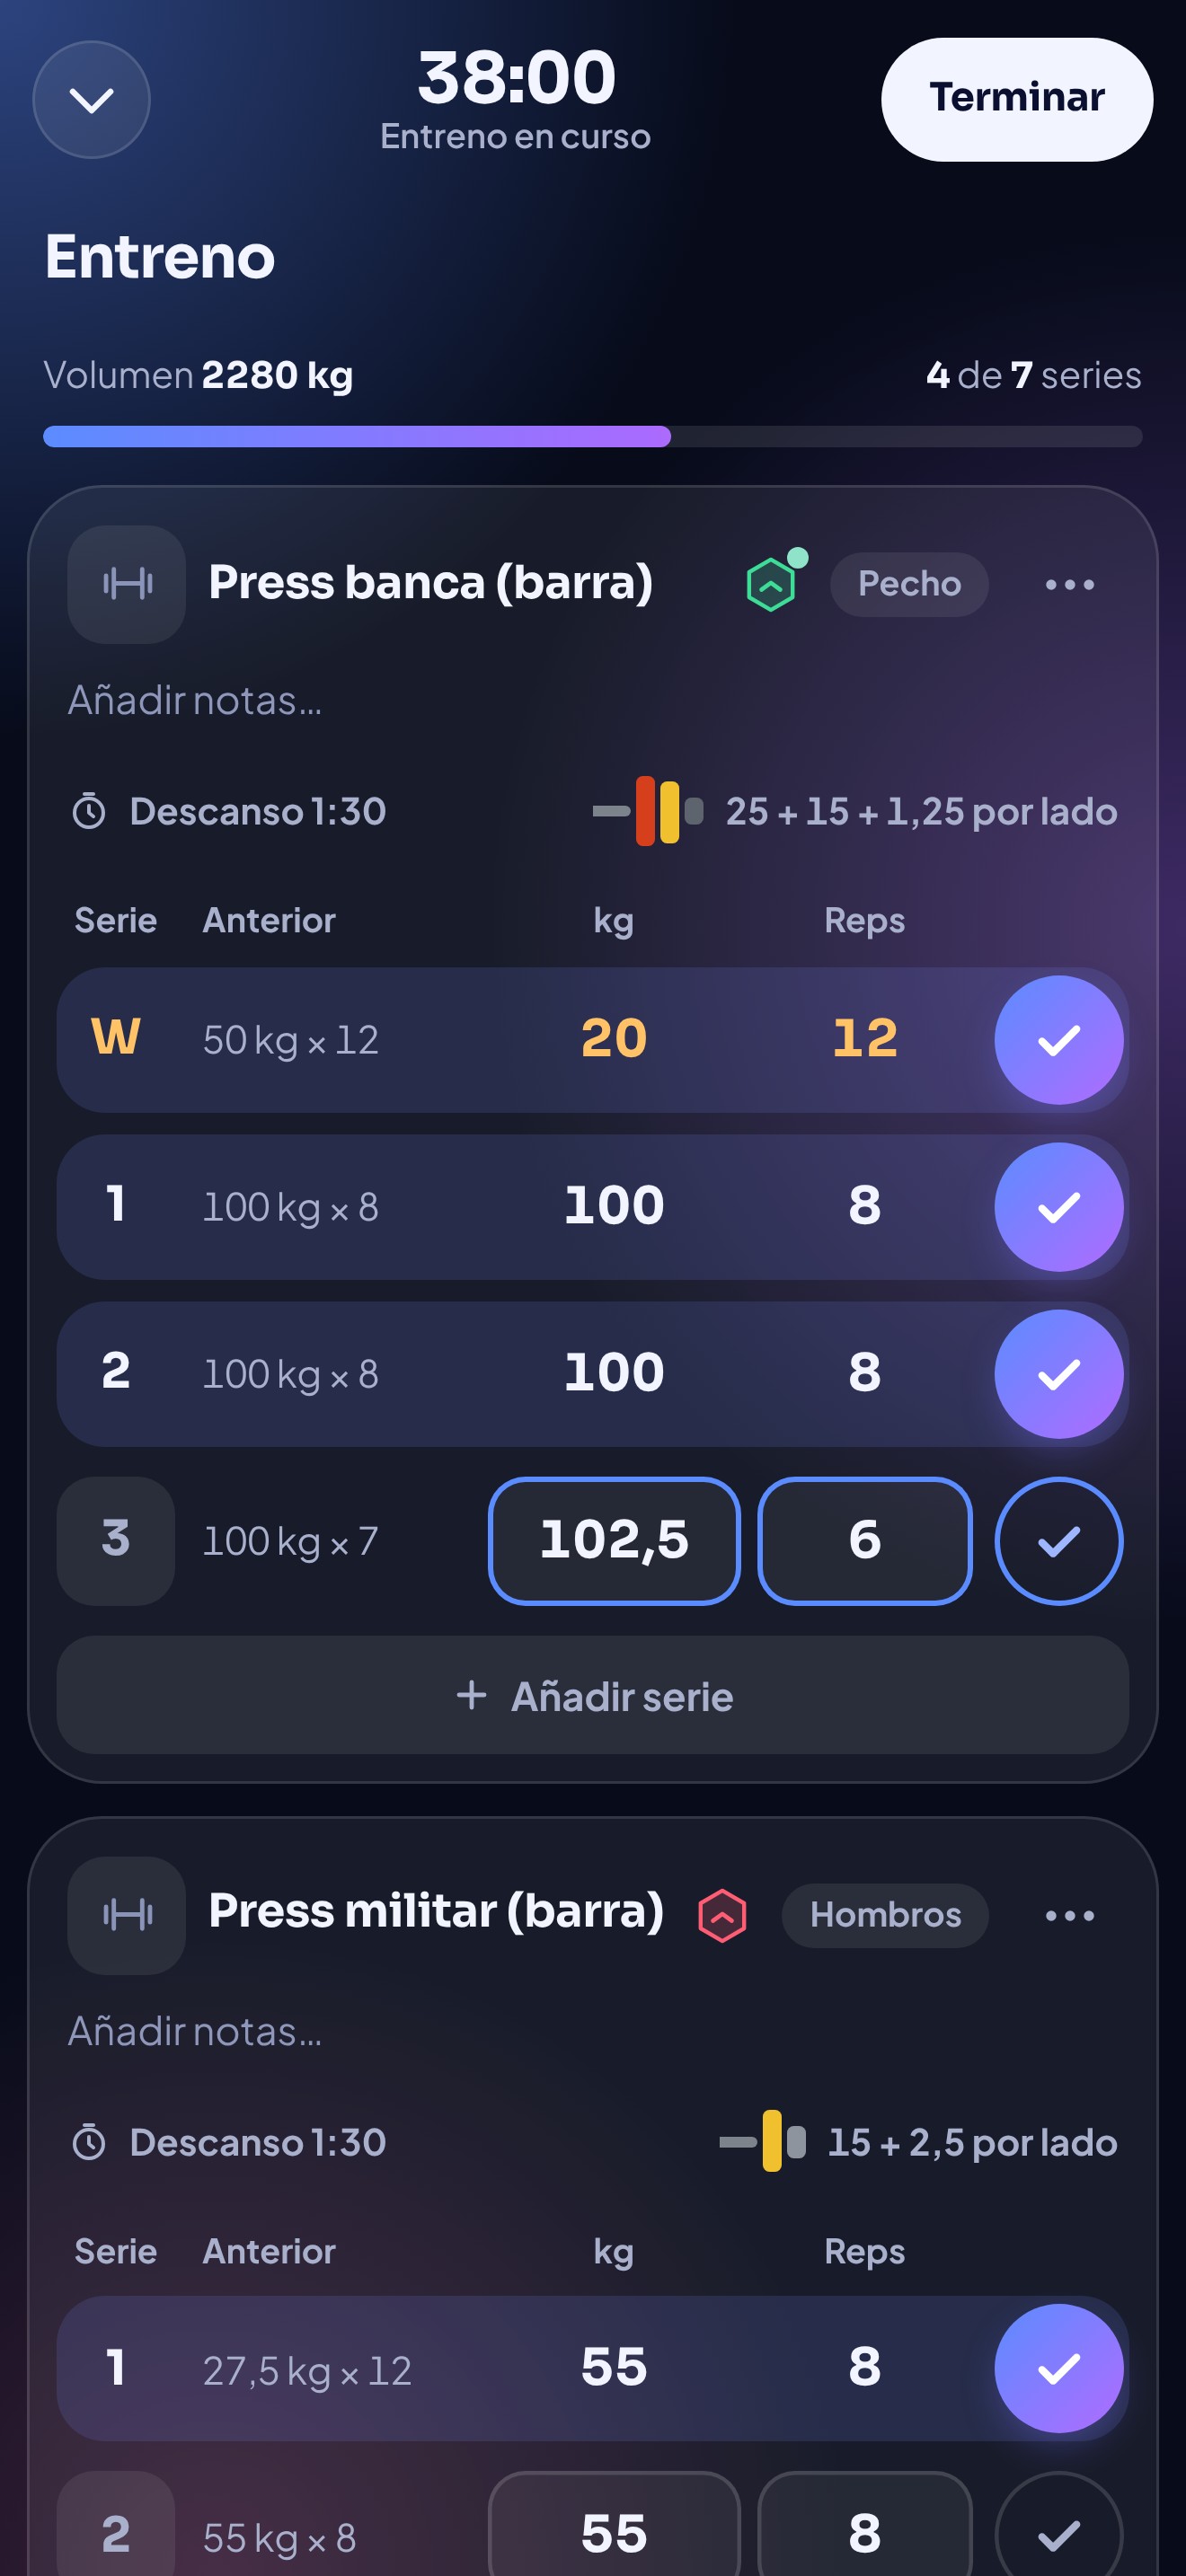 38:00
Entreno en curso
Terminar
Entreno
Volumen 2280 kg
4 de 7 series
Press banca (barra)
Pecho
Añadir notas...
Descanso 1:30
25 + 15 + 1,25 por lado
Serie Anterior kg Reps
W 50 kg × 12 20 12
1 100 kg × 8 100 8
2 100 kg × 8 100 8
3 100 kg × 7 102,5 6
+ Añadir serie
Press militar (barra)
Hombros
Añadir notas...
Descanso 1:30
15 + 2,5 por lado
Serie Anterior kg Reps
1 27,5 kg × 12 55 8
2 55 kg × 8 55 8